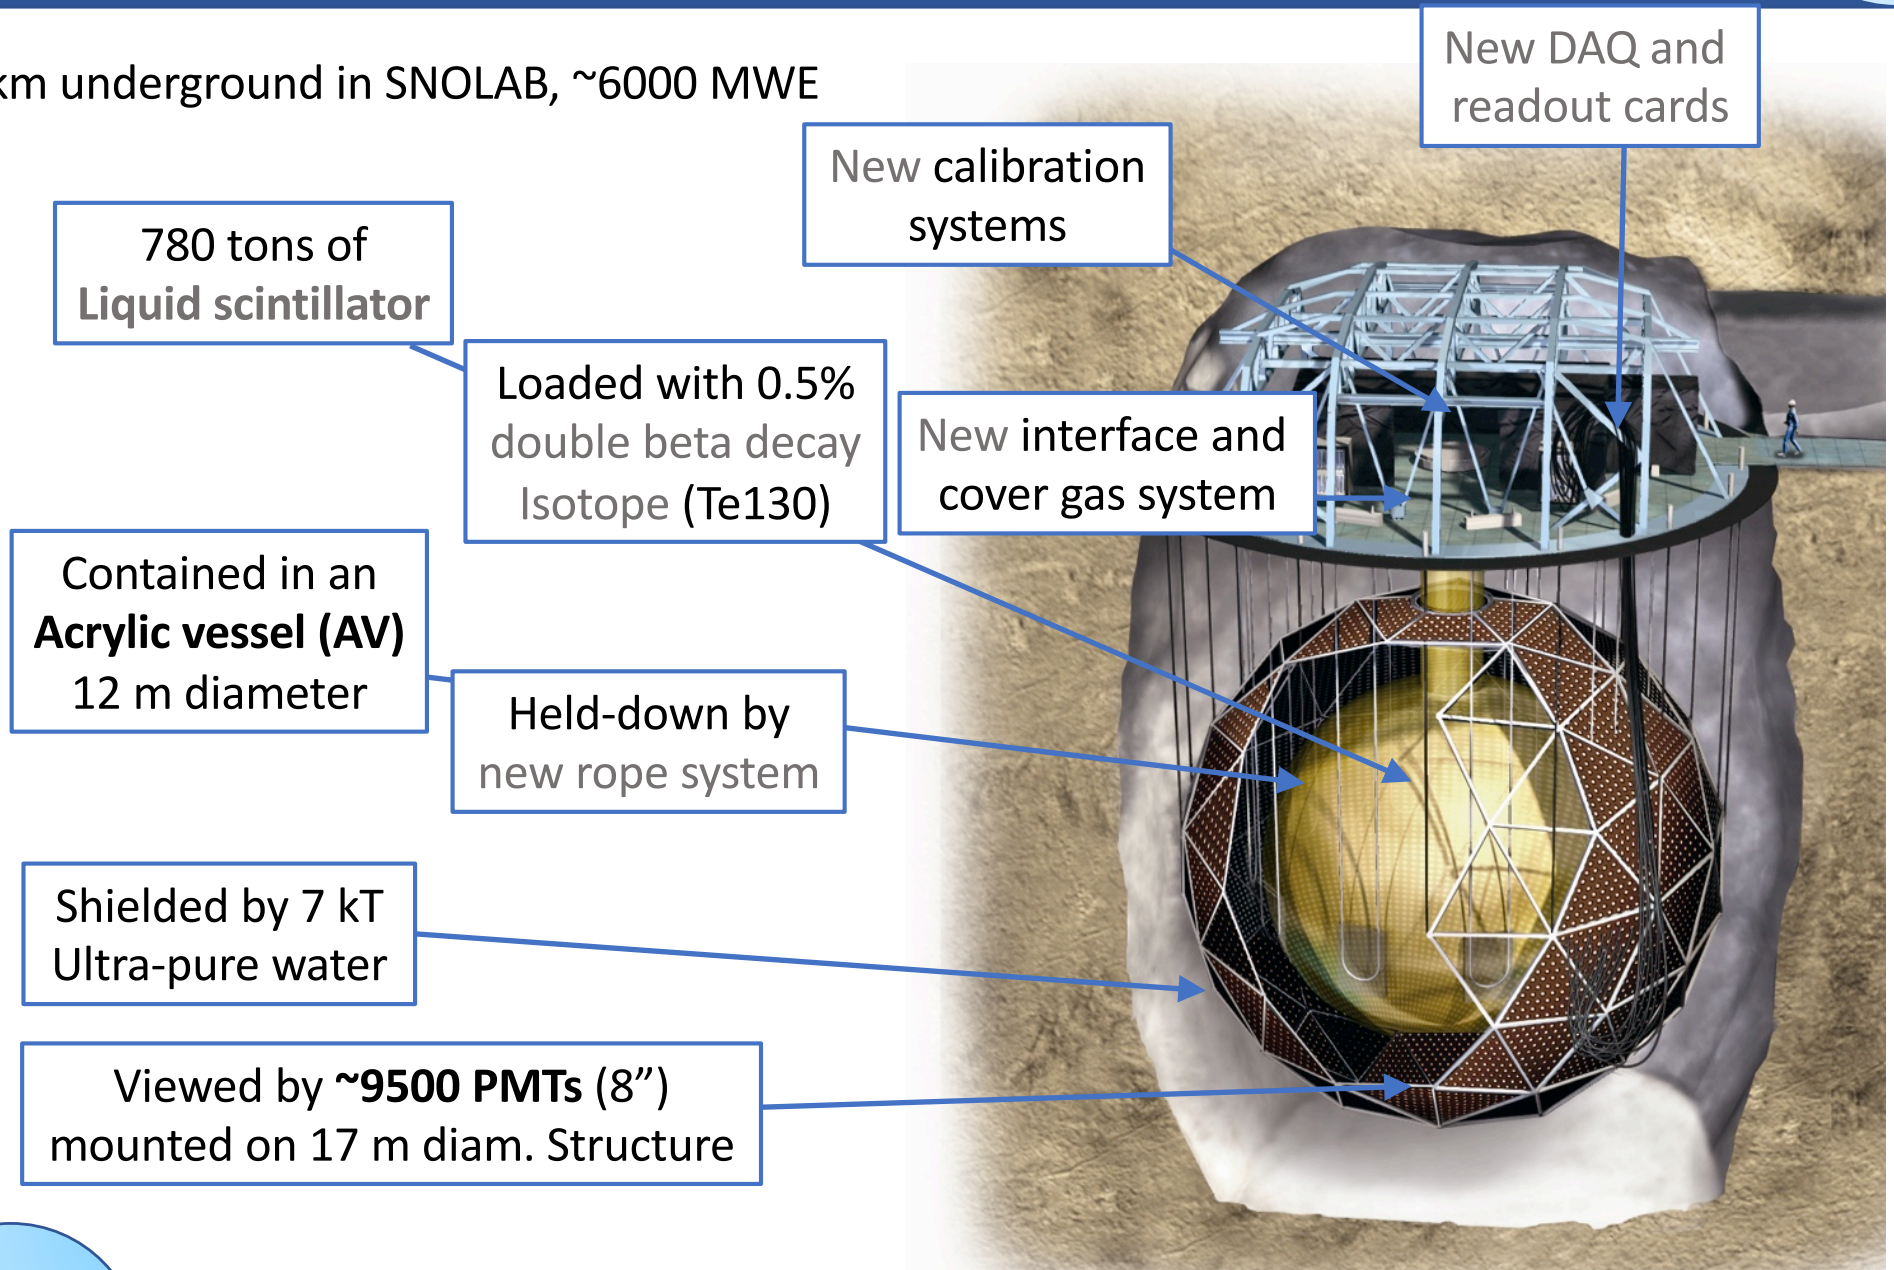 km underground in SNOLAB, ~6000 MWE
New DAQ and
readout cards
New calibration
systems
780 tons of
Liquid scintillator
Loaded with 0.5%
double beta decay
Isotope (Te130)
New interface and
cover gas system
Contained in an
Acrylic vessel (AV)
12 m diameter
Held-down by
new rope system
Shielded by 7 kT
Ultra-pure water
Viewed by ~9500 PMTs (8”)
mounted on 17 m diam. Structure